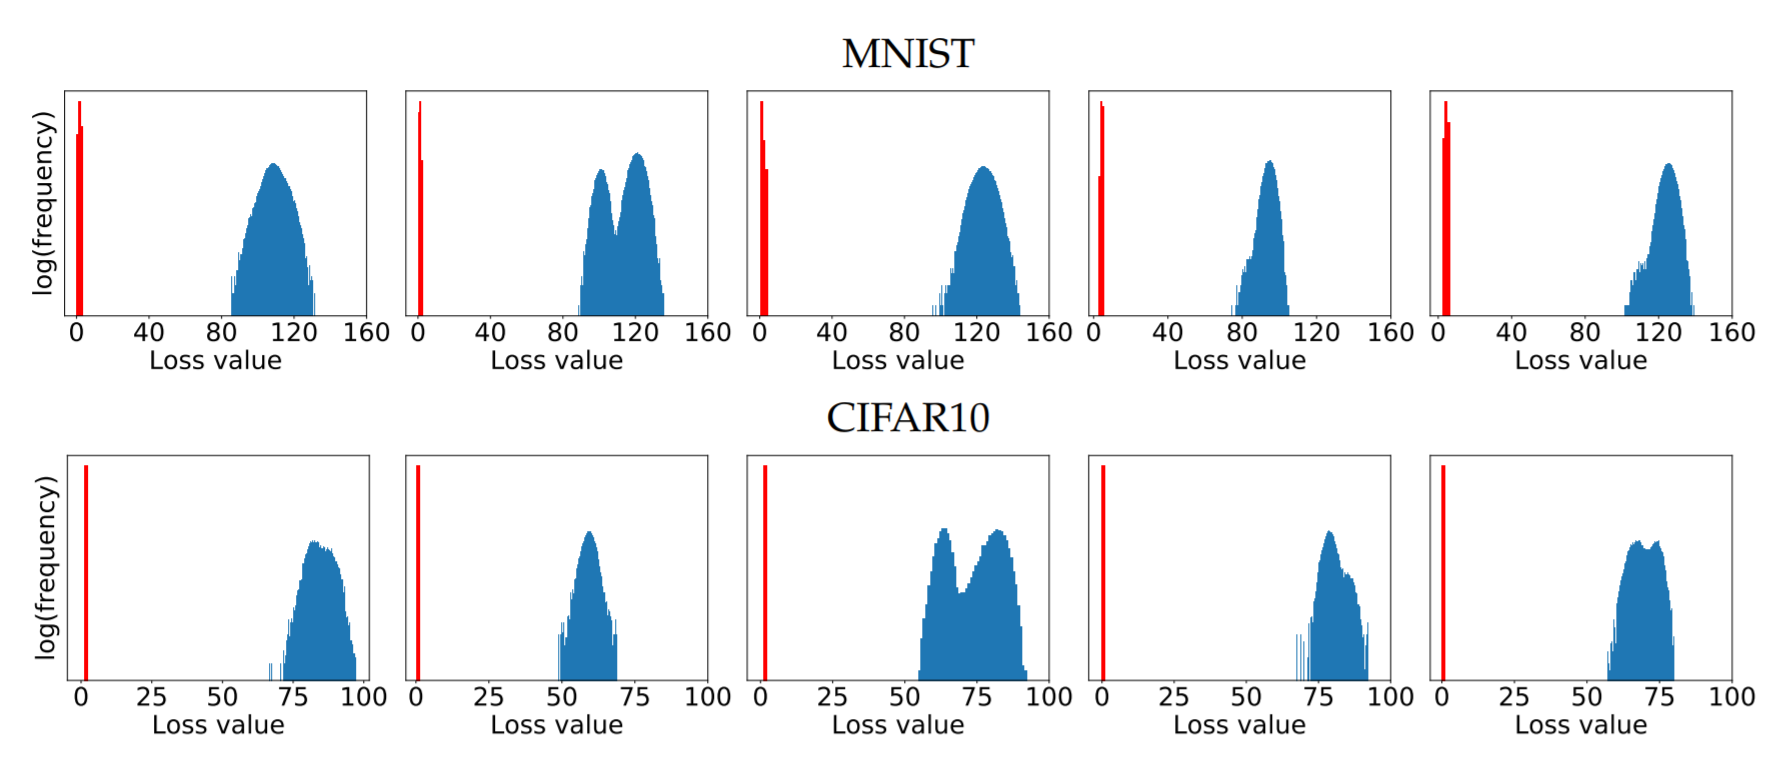 MNIST
log(frequency)
0 40 80 120 160 0 40 80 120 160 0 40 80 120 160 0 40 80 120 160 0 40 80 120 160
Loss value Loss value Loss value Loss value Loss value
CIFAR10
log(frequency)
0 25 50 75 100 0 25 50 75 100 0 25 50 75 100 0 25 50 75 100 0 25 50 75 100
Loss value Loss value Loss value Loss value Loss value